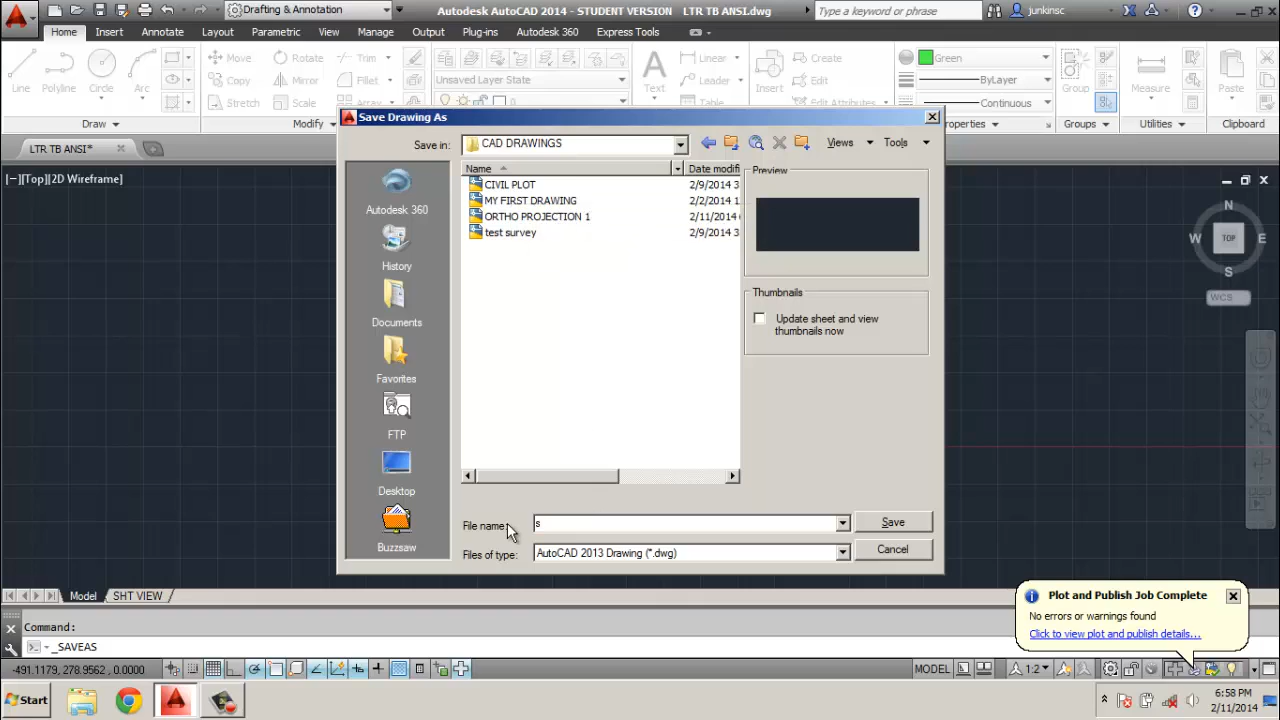 Drafting & Annotation
Autodesk AutoCAD 2014 - STUDENT VERSION LTR TB ANSI.dwg
Type a keyword or phrase
junkinsc
Home Insert Annotate Layout Parametric View Manage Output Plug-ins Autodesk 360 Express Tools
Line Polyline Circle Arc
Move Rotate Trim
Copy Mirror Fillet
Stretch Scale Array
Unsaved Layer State
0
Text
Linear
Leader
Table
Insert
Create
Edit
Edit Attributes
Green
ByLayer
Continuous
Group
Measure
Paste
Draw Modify Groups Utilities Clipboard
LTR TB ANSI*
[−][Top][2D Wireframe]
N
W TOP E
S
WCS
Save Drawing As
Save in: CAD DRAWINGS
Views Tools
Name Date modifi
CIVIL PLOT 2/9/2014 3
MY FIRST DRAWING 2/2/2014 1
ORTHO PROJECTION 1 2/11/2014
test survey 2/9/2014 3
Autodesk 360
History
Documents
Favorites
FTP
Desktop
Buzzsaw
Preview
Thumbnails
Update sheet and view
thumbnails now
File name: s
Save
Files of type: AutoCAD 2013 Drawing (*.dwg)
Cancel
Model SHT VIEW
Command:
_SAVEAS
Plot and Publish Job Complete
No errors or warnings found
Click to view plot and publish details...
-491.1179, 278.9562, 0.0000
MODEL
1:2
Start
6:58 PM
2/11/2014